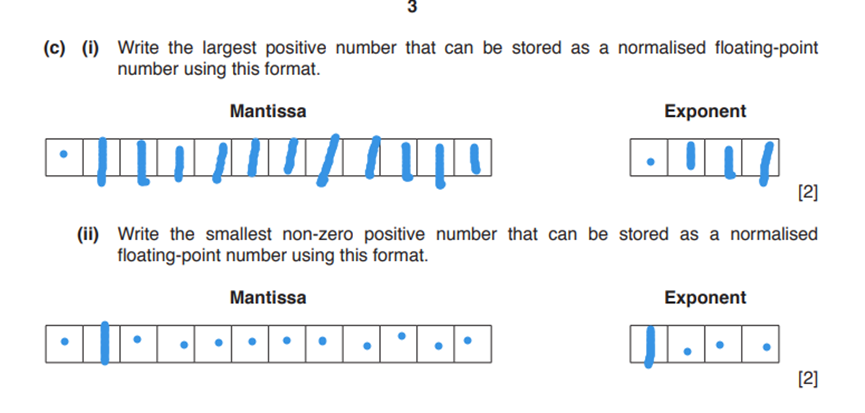 3
(c) (i) Write the largest positive number that can be stored as a normalised floating-point
number using this format.
Mantissa Exponent
· 1 1 1 1 1 1 1 1 1 1 1 · 1 1 1
[2]
(ii) Write the smallest non-zero positive number that can be stored as a normalised
floating-point number using this format.
Mantissa Exponent
· 1 · · · · · · · · · · 1 · · ·
[2]